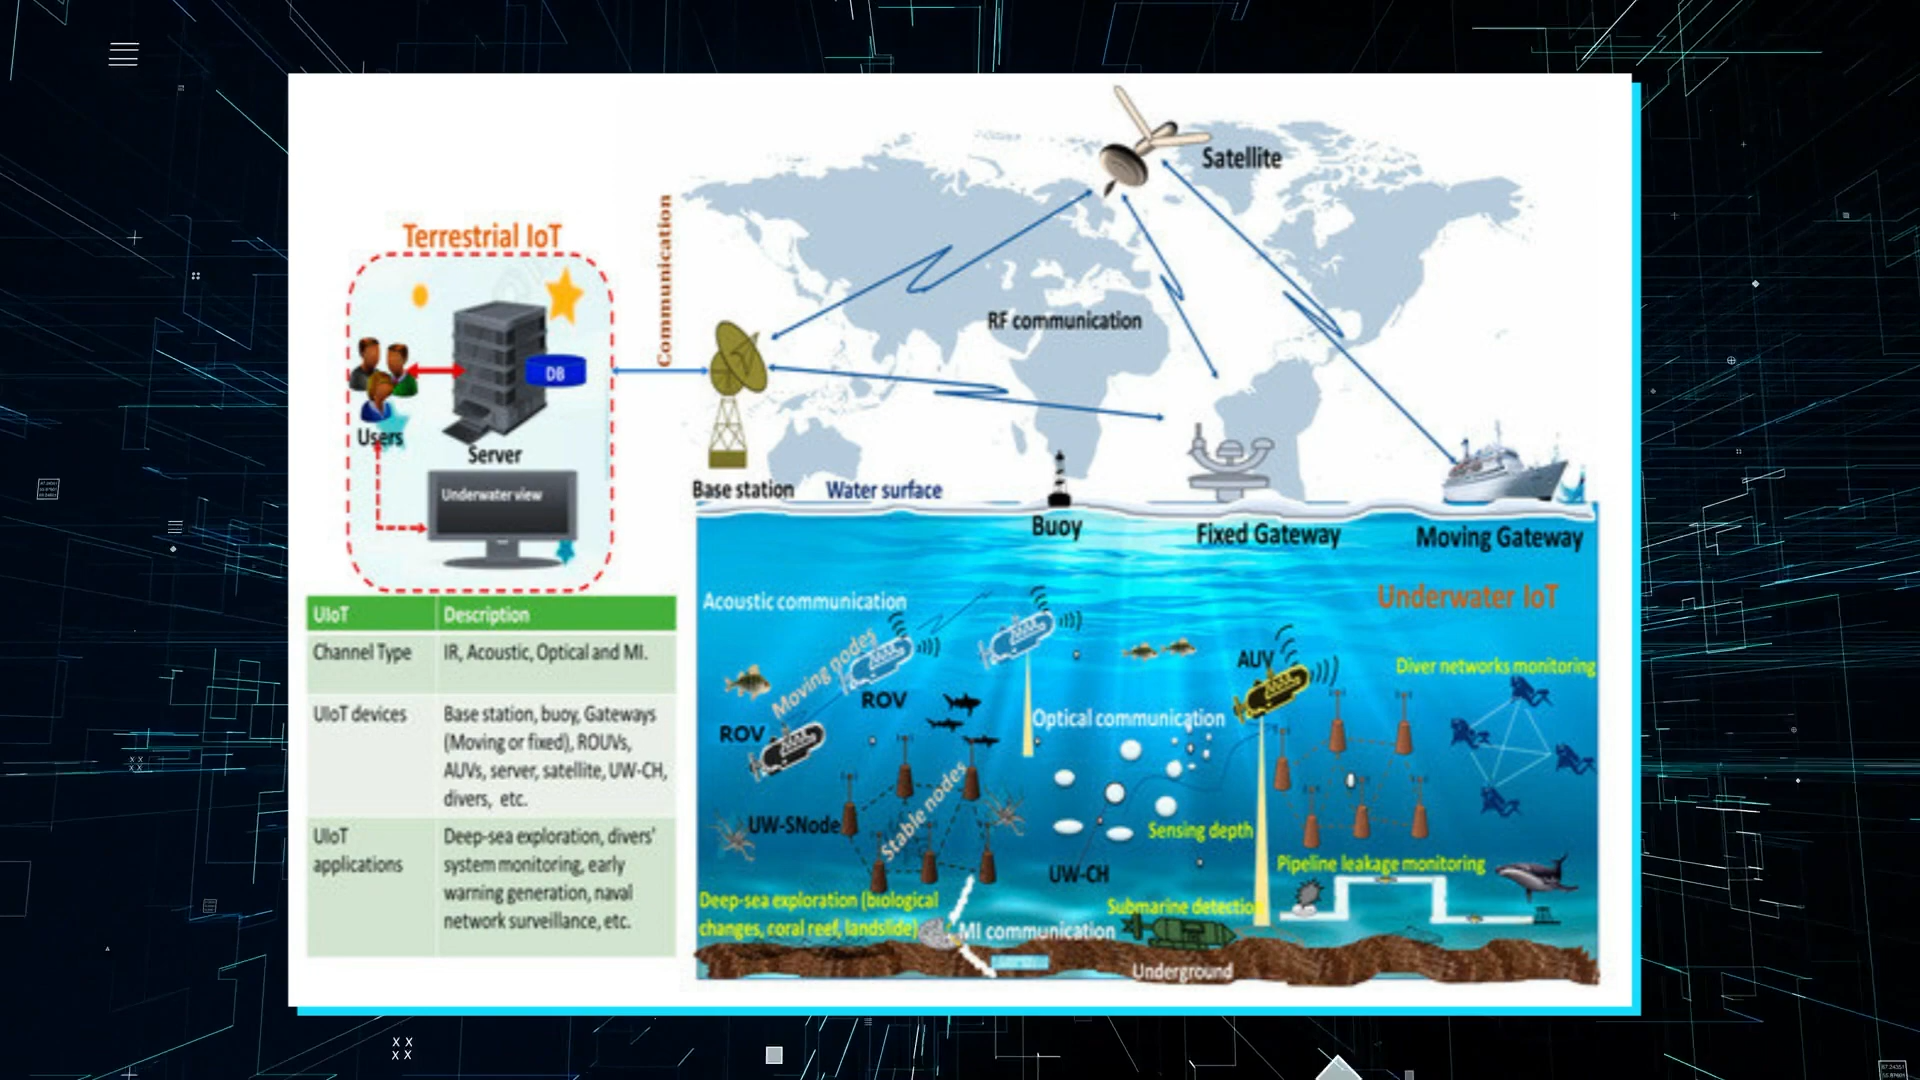 Satellite
Communication
Terrestrial IoT
RF communication
DB
Users
Server
Underwater view
Base station
Water surface
Buoy
Fixed Gateway
Moving Gateway
Underwater IoT
Acoustic communication
Moving nodes
ROV
ROV
AUV
Diver networks monitoring
Optical communication
Stable nodes
UW-SNode
Sensing depth
UW-CH
Pipeline leakage monitoring
Deep-sea exploration (biological
changes, coral reef, landslide)
Submarine detectio
MI communication
Underground
UIoT Description
Channel Type IR, Acoustic, Optical and MI.
UIoT devices Base station, buoy, Gateways
(Moving or fixed), ROUVs,
AUVs, server, satellite, UW-CH,
divers, etc.
UIoT Deep-sea exploration, divers'
applications system monitoring, early
warning generation, naval
network surveillance, etc.